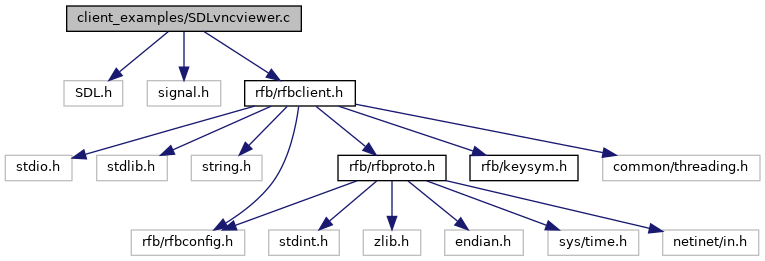 client_examples/SDLvncviewer.c
SDL.h
signal.h
rfb/rfbclient.h
stdio.h
stdlib.h
string.h
rfb/rfbproto.h
rfb/keysym.h
common/threading.h
rfb/rfbconfig.h
stdint.h
zlib.h
endian.h
sys/time.h
netinet/in.h